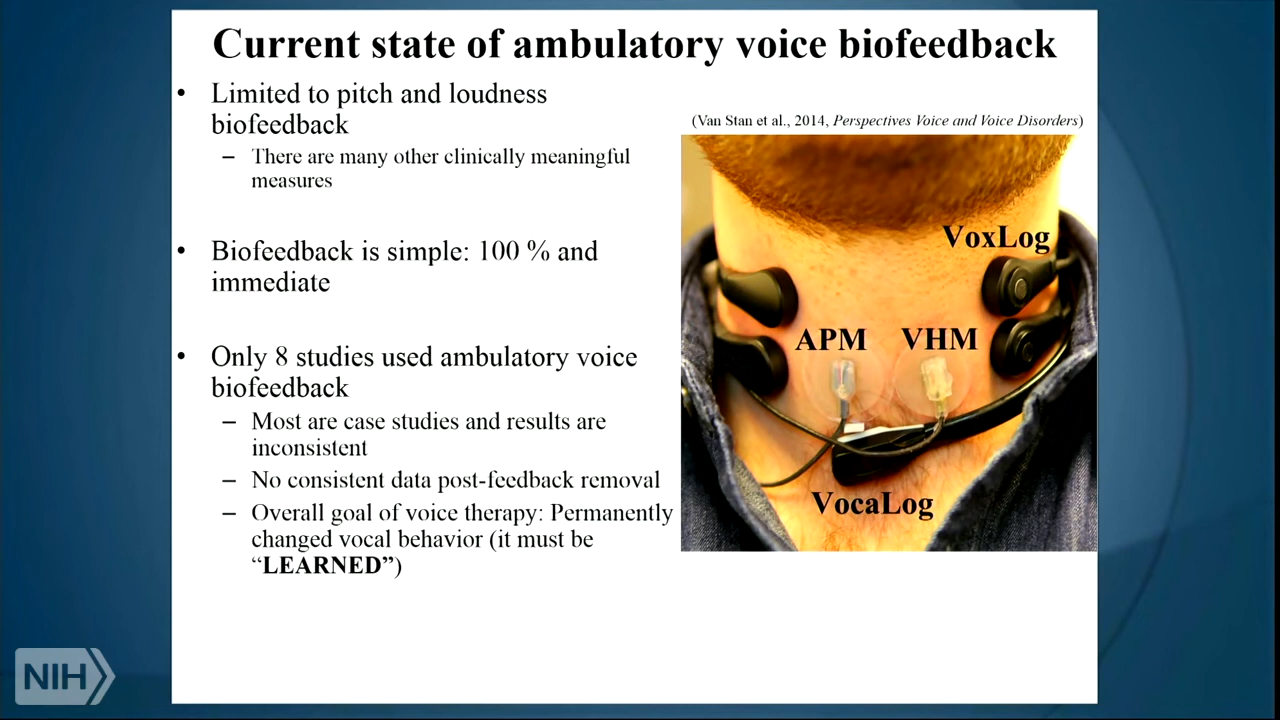 Current state of ambulatory voice biofeedback
• Limited to pitch and loudness
biofeedback
– There are many other clinically meaningful
measures
• Biofeedback is simple: 100 % and
immediate
• Only 8 studies used ambulatory voice
biofeedback
– Most are case studies and results are
inconsistent
– No consistent data post-feedback removal
– Overall goal of voice therapy: Permanently
changed vocal behavior (it must be
“LEARNED”)
(Van Stan et al., 2014, Perspectives Voice and Voice Disorders)
VoxLog
APM VHM
VocaLog
NIH